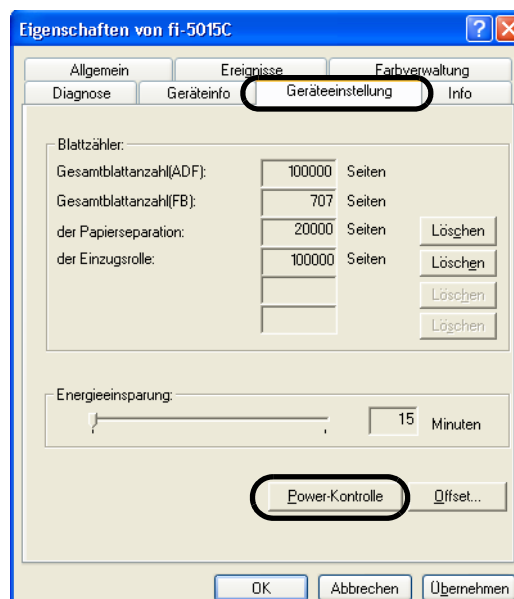 Eigenschaften von fi-5015C
Allgemein Ereignisse Farbverwaltung
Diagnose Geräteinfo Geräteeinstellung Info
Blattzähler:
Gesamtblattanzahl(ADF): 100000 Seiten
Gesamtblattanzahl(FB): 707 Seiten
der Papierseparation: 20000 Seiten Löschen
der Einzugsrolle: 100000 Seiten Löschen
Löschen
Löschen
Energieeinsparung:
15 Minuten
Power-Kontrolle Offset...
OK Abbrechen Übernehmen